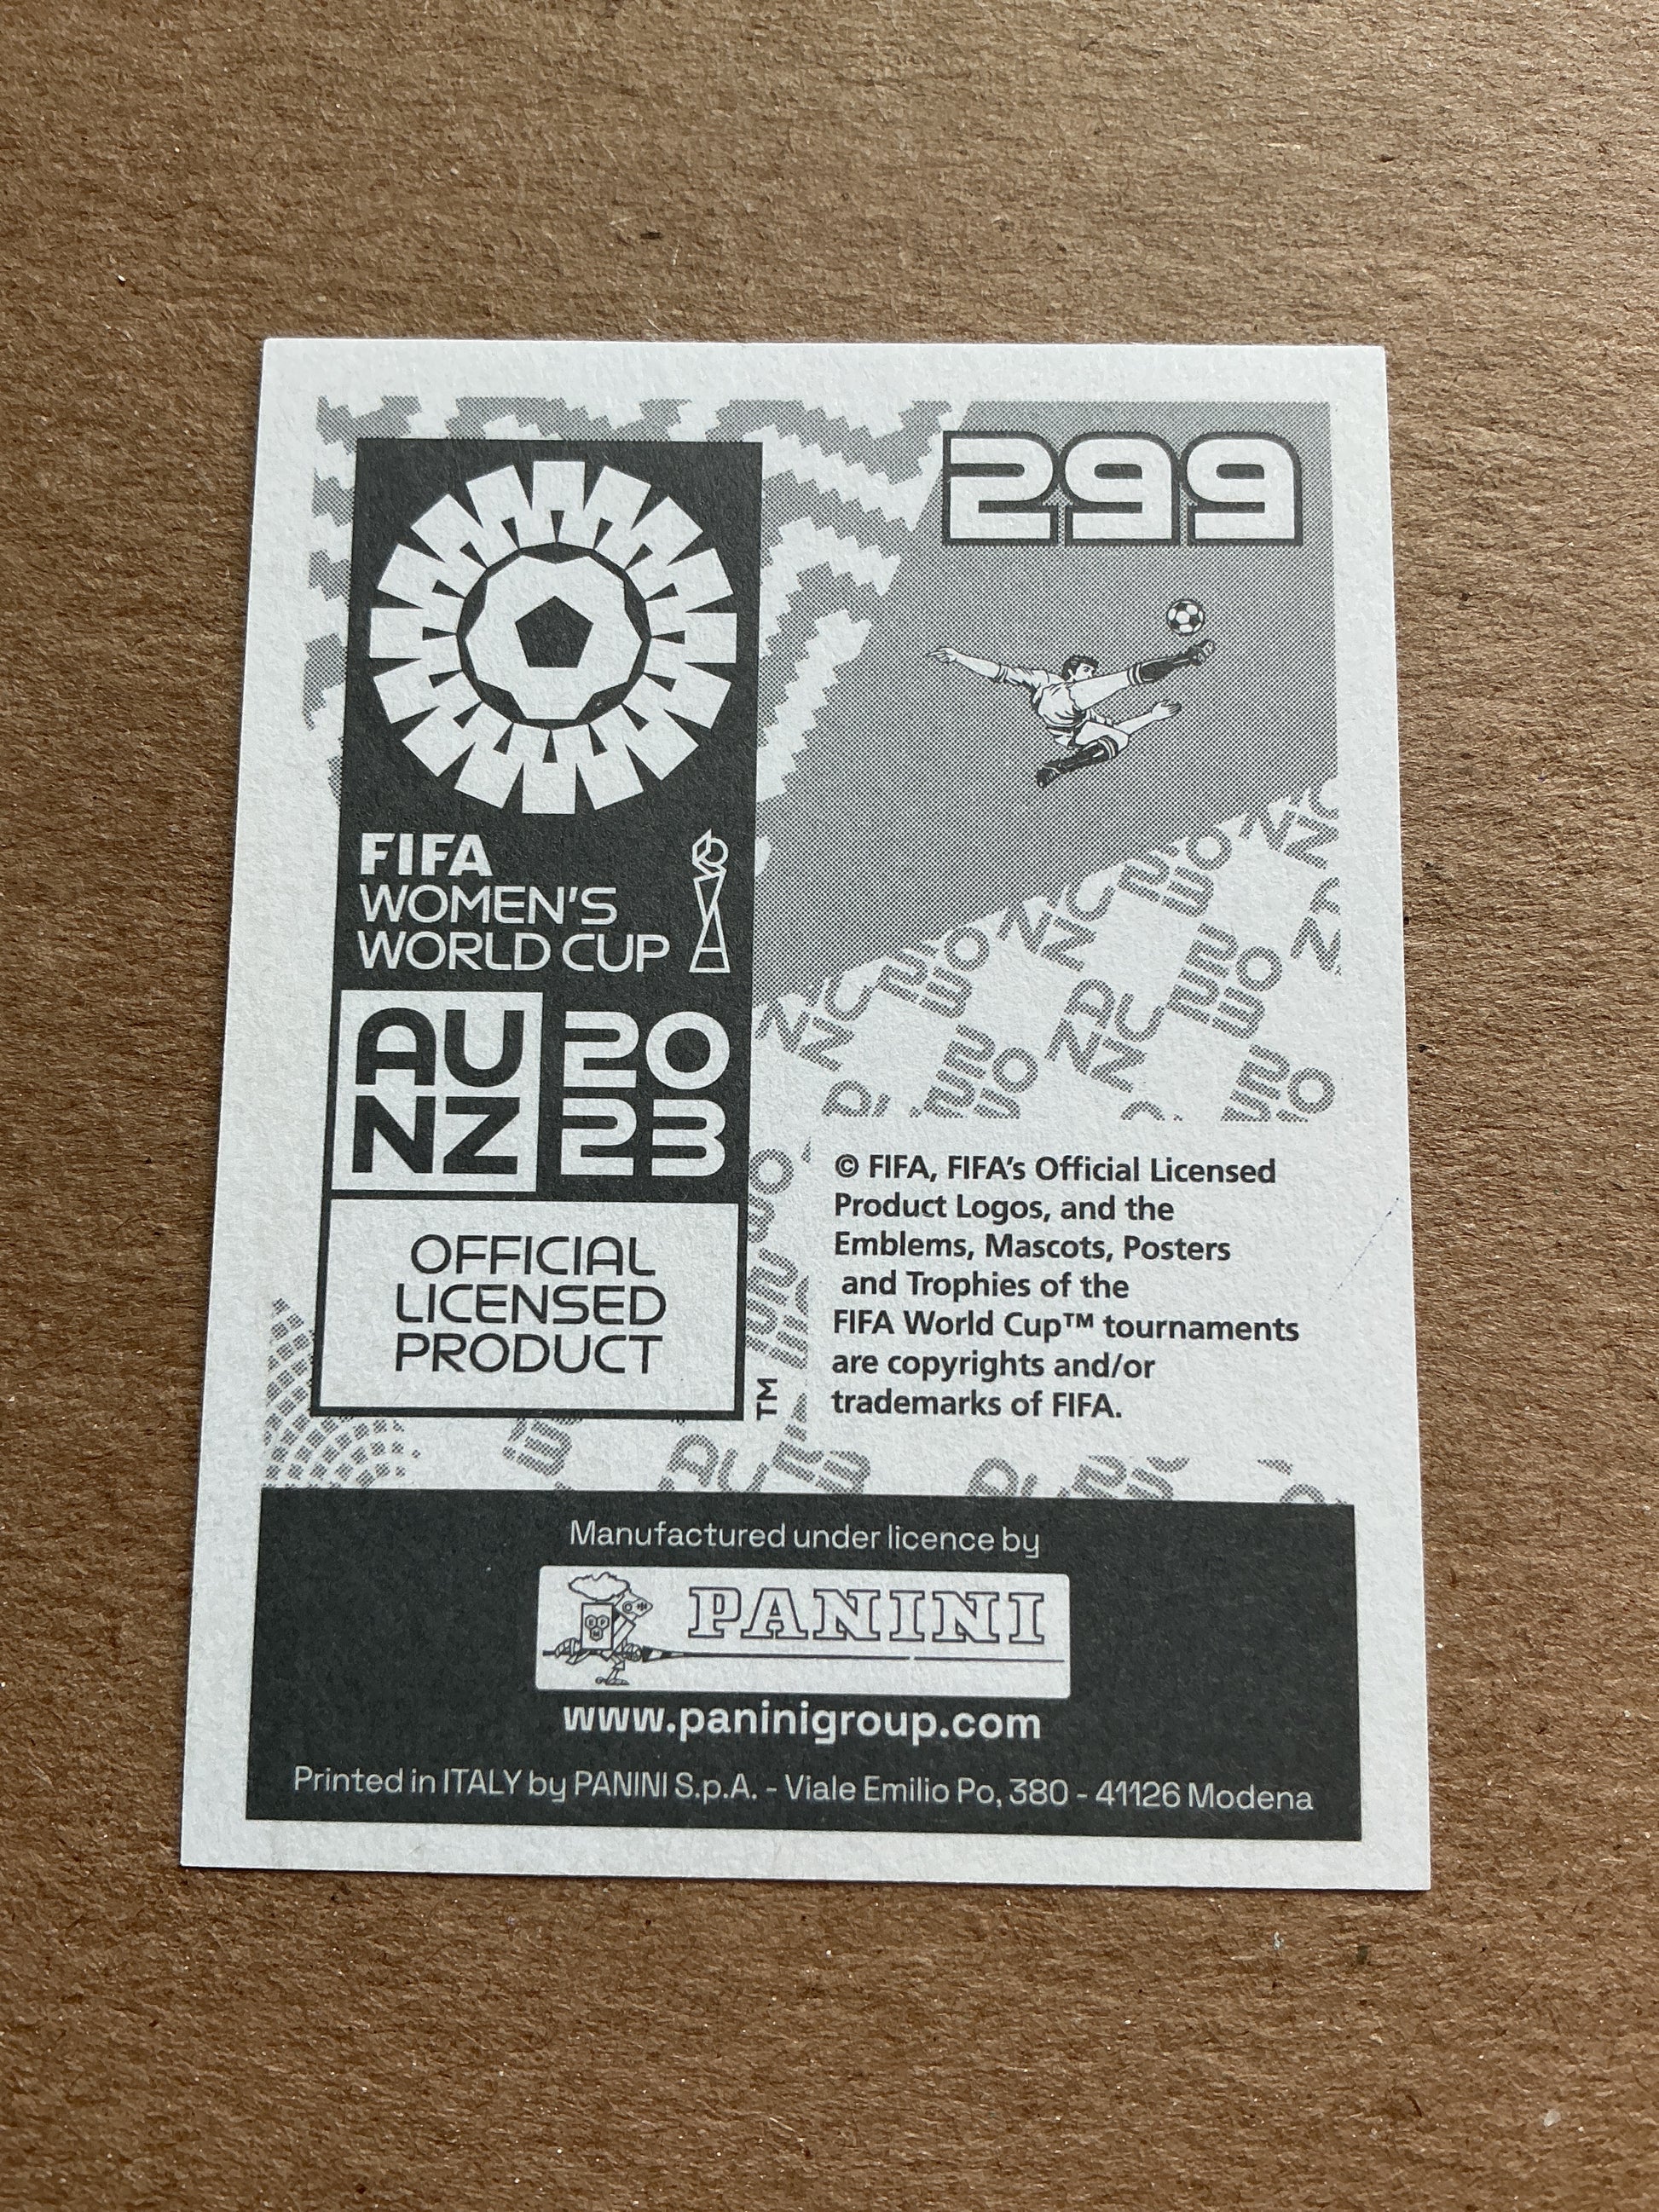 299
FIFA
WOMEN'S
WORLD CUP
AU
NZ
20
23
OFFICIAL
LICENSED
PRODUCT
TM
© FIFA, FIFA's Official Licensed
Product Logos, and the
Emblems, Mascots, Posters
and Trophies of the
FIFA World Cup™ tournaments
are copyrights and/or
trademarks of FIFA.
Manufactured under licence by
PANINI
www.paninigroup.com
Printed in ITALY by PANINI S.p.A. - Viale Emilio Po, 380 - 41126 Modena